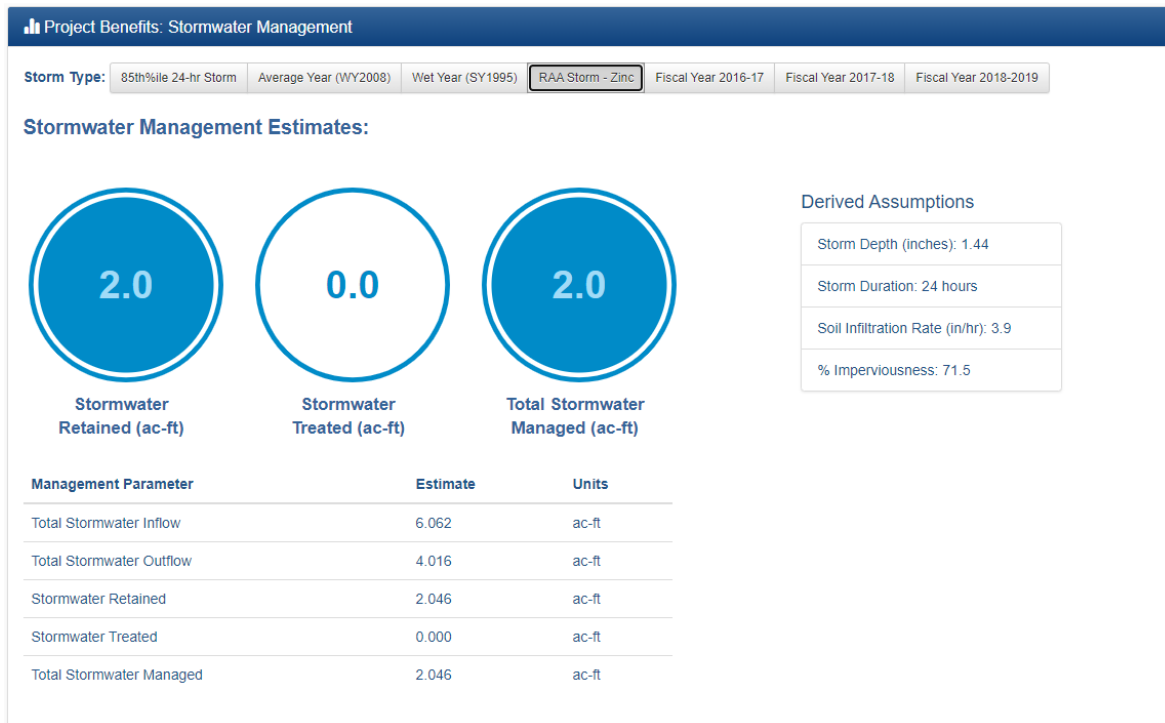 Project Benefits: Stormwater Management
Storm Type: 85th%ile 24-hr Storm Average Year (WY2008) Wet Year (SY1995) RAA Storm - Zinc Fiscal Year 2016-17 Fiscal Year 2017-18 Fiscal Year 2018-2019
Stormwater Management Estimates:
2.0 0.0 2.0
Stormwater Retained (ac-ft)
Stormwater Treated (ac-ft)
Total Stormwater Managed (ac-ft)
Derived Assumptions
Storm Depth (inches): 1.44
Storm Duration: 24 hours
Soil Infiltration Rate (in/hr): 3.9
% Imperviousness: 71.5
Management Parameter Estimate Units
Total Stormwater Inflow 6.062 ac-ft
Total Stormwater Outflow 4.016 ac-ft
Stormwater Retained 2.046 ac-ft
Stormwater Treated 0.000 ac-ft
Total Stormwater Managed 2.046 ac-ft